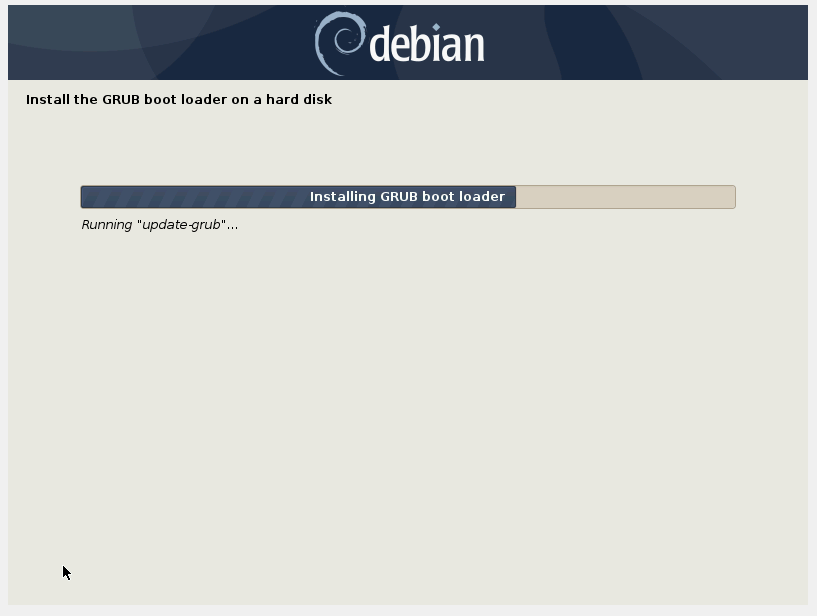 debian
Install the GRUB boot loader on a hard disk
Installing GRUB boot loader
Running "update-grub"...